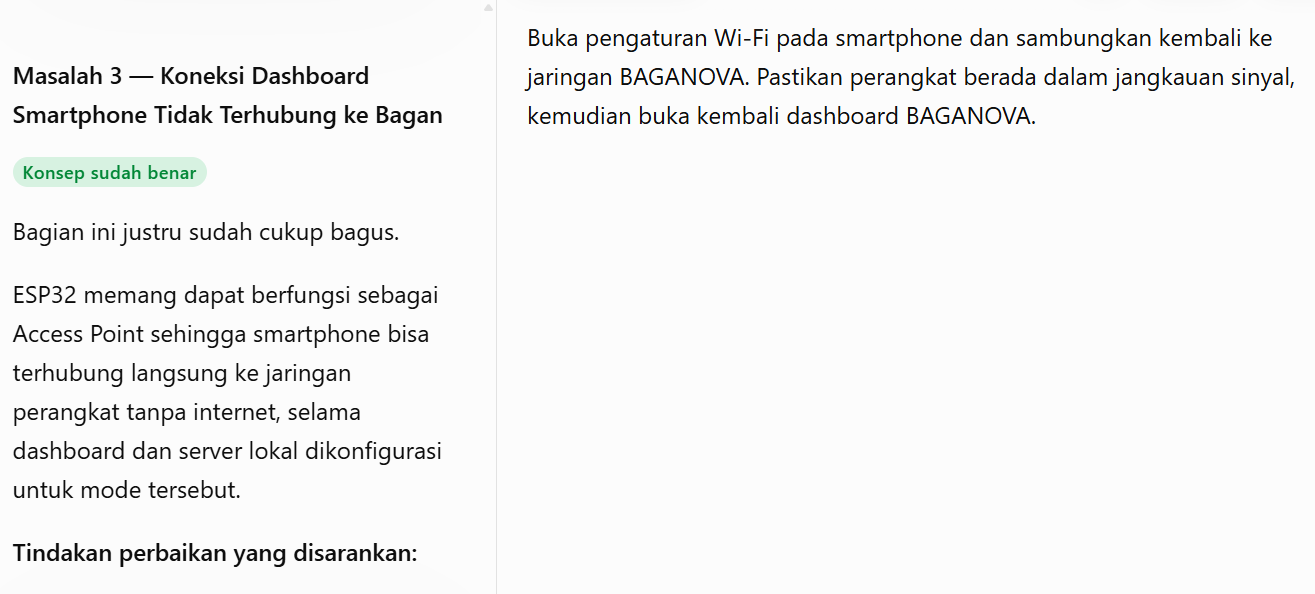 Masalah 3 — Koneksi Dashboard
Smartphone Tidak Terhubung ke Bagan
Konsep sudah benar
Bagian ini justru sudah cukup bagus.
ESP32 memang dapat berfungsi sebagai
Access Point sehingga smartphone bisa
terhubung langsung ke jaringan
perangkat tanpa internet, selama
dashboard dan server lokal dikonfigurasi
untuk mode tersebut.
Tindakan perbaikan yang disarankan:
Buka pengaturan Wi-Fi pada smartphone dan sambungkan kembali ke
jaringan BAGANOVA. Pastikan perangkat berada dalam jangkauan sinyal,
kemudian buka kembali dashboard BAGANOVA.